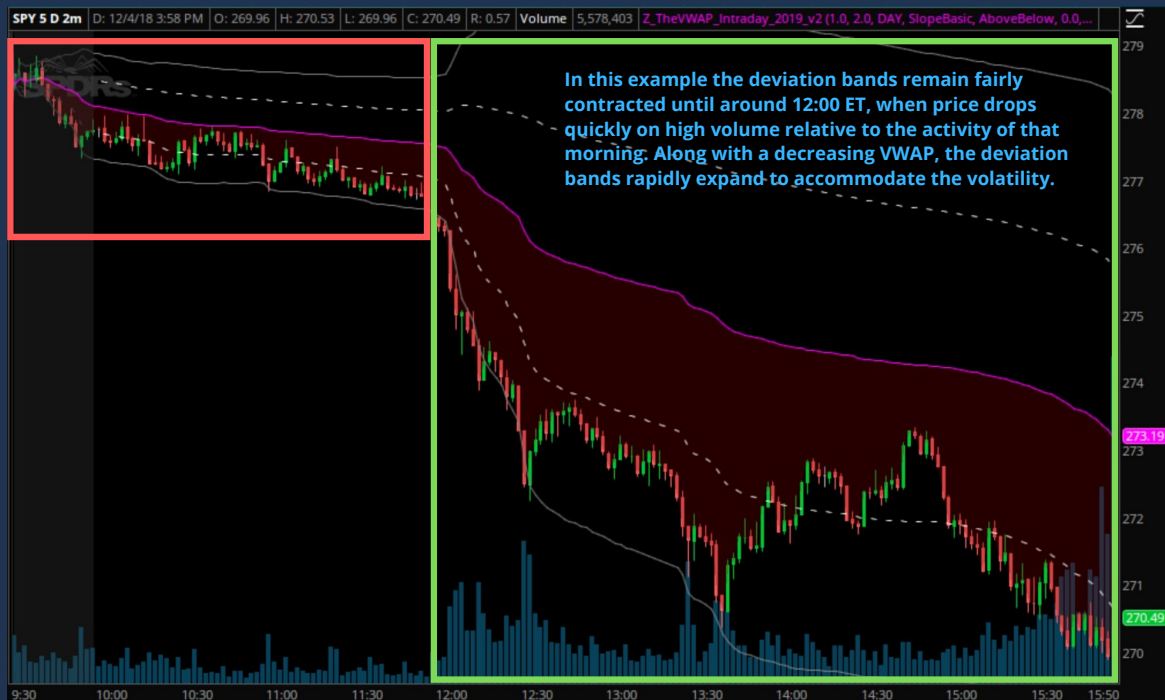 SPY 5 D 2m D: 12/4/18 3:58 PM O: 269.96 H: 270.53 L: 269.96 C: 270.49 R: 0.57 Volume 5,578,403 Z_TheVWAP_Intraday_2019_v2 (1.0, 2.0, DAY, SlopeBasic, AboveBelow, 0.0,...
279
SPDRs
In this example the deviation bands remain fairly
contracted until around 12:00 ET, when price drops
quickly on high volume relative to the activity of that
morning. Along with a decreasing VWAP, the deviation
bands rapidly expand to accommodate the volatility.
278
277
276
275
274
273.19
273
272
271
270.49
270
9:30 10:00 10:30 11:00 11:30 12:00 12:30 13:00 13:30 14:00 14:30 15:00 15:30 15:50